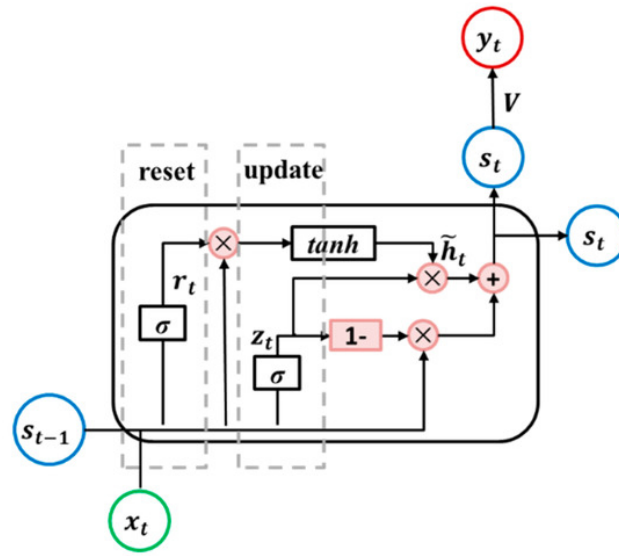 yₜ
V
sₜ
reset update
tanh
h̃ₜ
sₜ
rₜ
×
×
+
σ
zₜ
1-
×
σ
sₜ₋₁
xₜ